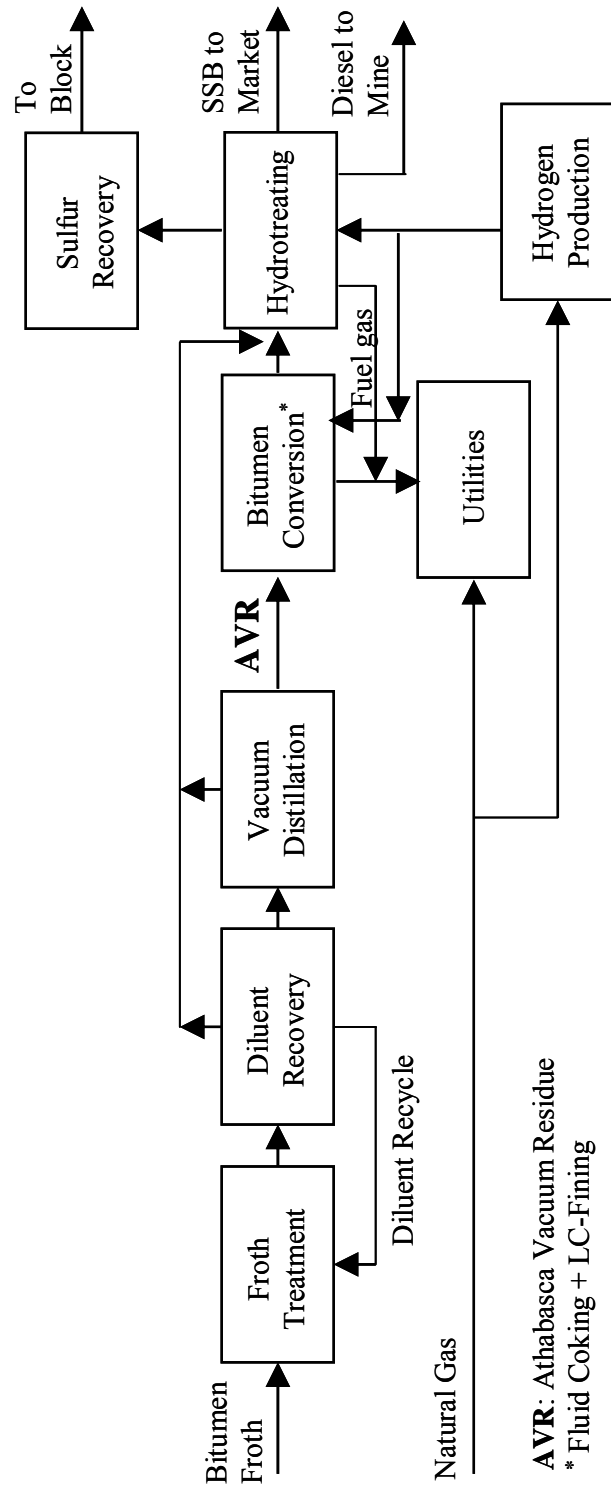 Bitumen
Froth
Froth
Treatment
Diluent
Recovery
Diluent Recycle
Vacuum
Distillation
AVR
Bitumen
Conversion*
Hydrotreating
Fuel gas
Sulfur
Recovery
To
Block
SSB to
Market
Diesel to
Mine
Natural Gas
Utilities
Hydrogen
Production
AVR: Athabasca Vacuum Residue
* Fluid Coking + LC-Fining